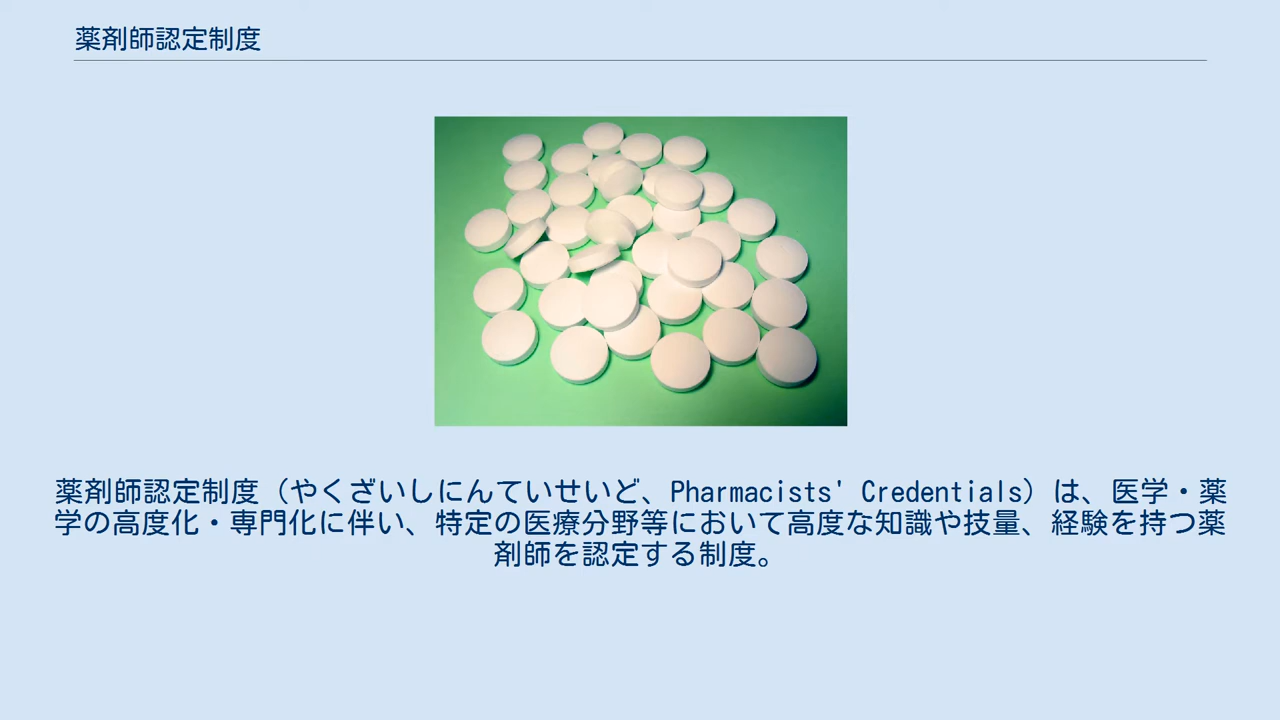 薬剤師認定制度
薬剤師認定制度（やくざいしにんていせいど、Pharmacists' Credentials）は、医学・薬
学の高度化・専門化に伴い、特定の医療分野等において高度な知識や技量、経験を持つ薬
剤師を認定する制度。